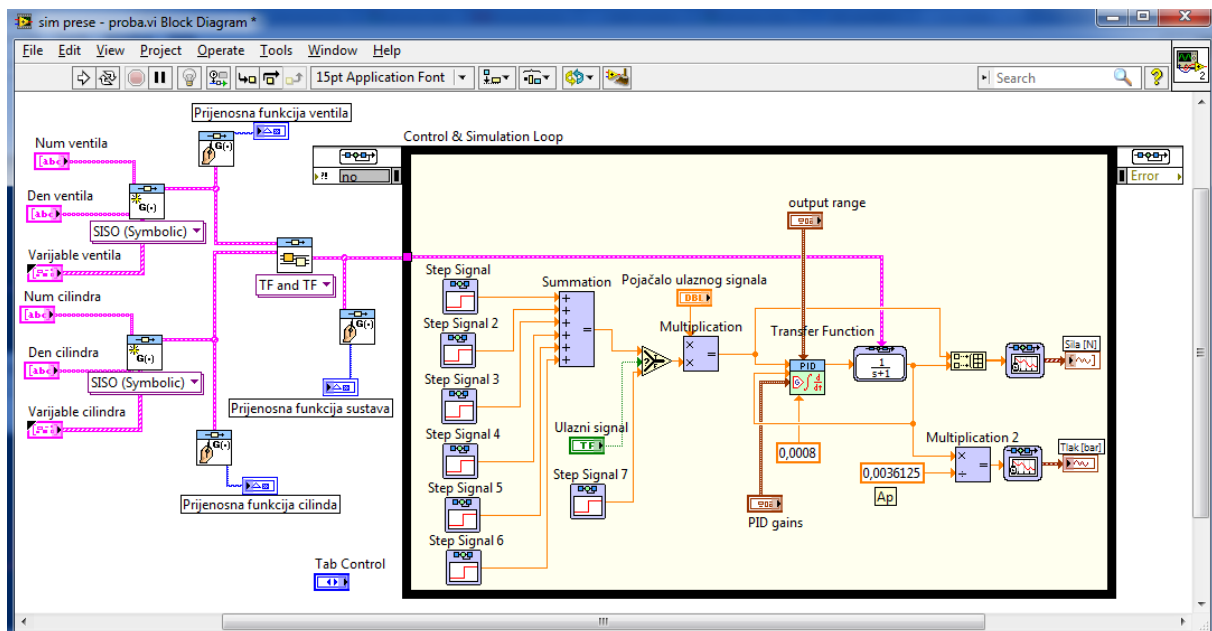 sim prese - proba.vi Block Diagram *
File Edit View Project Operate Tools Window Help
15pt Application Font
Search
2
Prijenosna funkcija ventila
Num ventila
abc
G(·)
Den ventila
abc
G(·)
SISO (Symbolic)
Varijable ventila
TF and TF
Num cilindra
abc
G(·)
Den cilindra
abc
G(·)
SISO (Symbolic)
Varijable cilindra
Prijenosna funkcija sustava
G(·)
Prijenosna funkcija cilinda
Tab Control
Control & Simulation Loop
no
Error
output range
Step Signal
Summation
Pojačalo ulaznog signala
DBL
Step Signal 2
Multiplication
Transfer Function
PID
1
s+1
Sila [N]
Step Signal 3
Step Signal 4
Ulazni signal
TF
0,0008
Multiplication 2
Tlak [bar]
Step Signal 5
Step Signal 7
0,0036125
Ap
PID gains
Step Signal 6